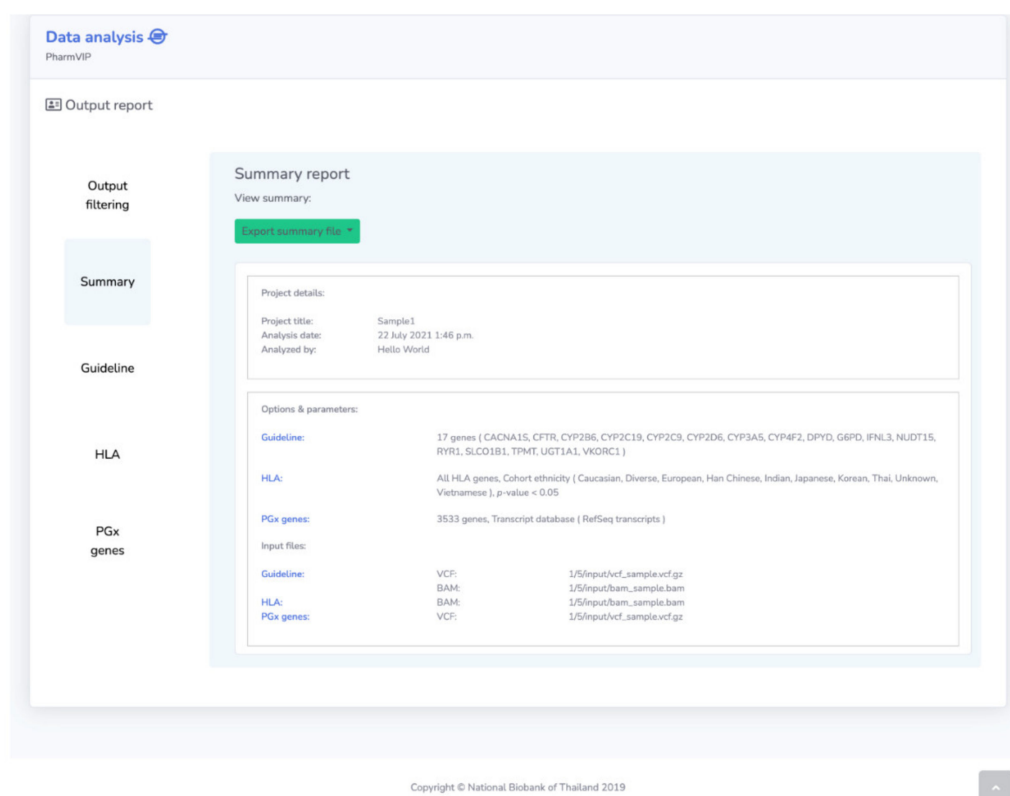 Data analysis
PharmVIP
Output report
Output
filtering
Summary
Guideline
HLA
PGx
genes
Summary report
View summary:
Export summary file
Project details:
Project title: Sample1
Analysis date: 22 July 2021 1:46 p.m.
Analyzed by: Hello World
Options & parameters:
Guideline: 17 genes ( CACNA1S, CFTR, CYP2B6, CYP2C19, CYP2C9, CYP2D6, CYP3A5, CYP4F2, DPYD, G6PD, IFNL3, NUDT15,
RYR1, SLCO1B1, TPMT, UGT1A1, VKORC1 )
HLA: All HLA genes, Cohort ethnicity ( Caucasian, Diverse, European, Han Chinese, Indian, Japanese, Korean, Thai, Unknown,
Vietnamese ), p-value < 0.05
PGx genes: 3533 genes, Transcript database ( RefSeq transcripts )
Input files:
Guideline: VCF: 1/5/input/vcf_sample.vcf.gz
BAM: 1/5/input/bam_sample.bam
HLA: BAM: 1/5/input/bam_sample.bam
PGx genes: VCF: 1/5/input/vcf_sample.vcf.gz
Copyright © National Biobank of Thailand 2019